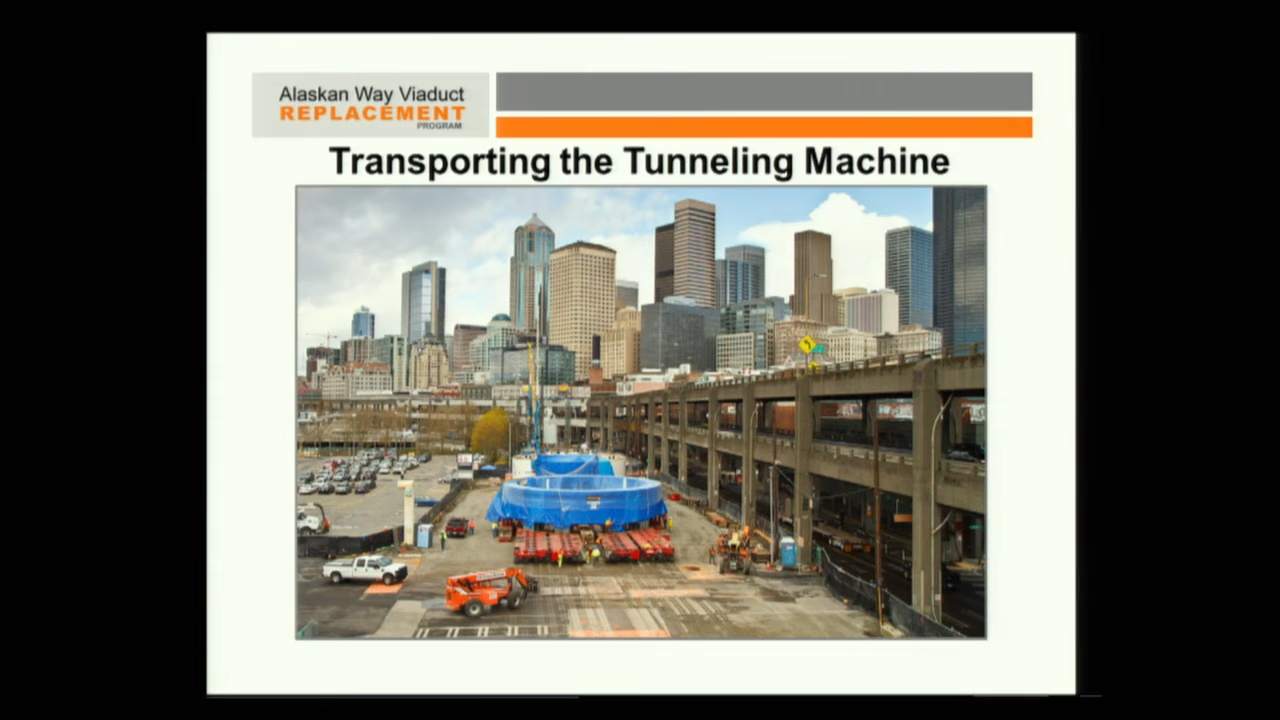 Alaskan Way Viaduct
REPLACEMENT
PROGRAM
Transporting the Tunneling Machine